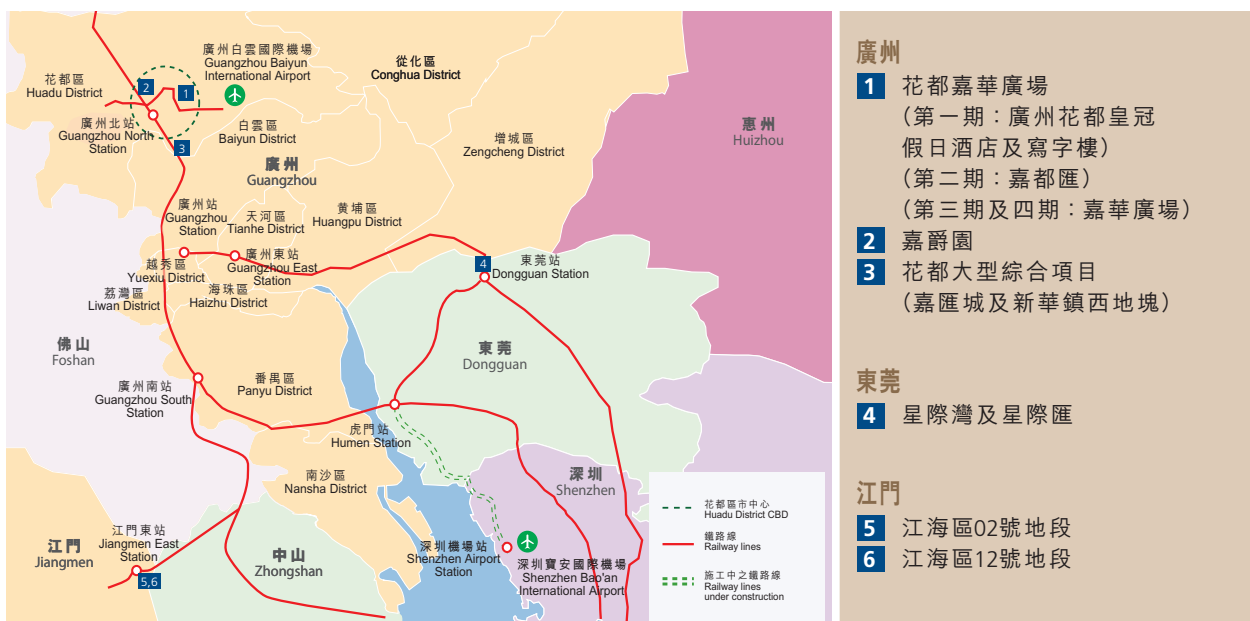 廣州白雲國際機場
Guangzhou Baiyun
International Airport
從化區
Conghua District
花都區
Huadu District
2
1
廣州北站
Guangzhou North
Station
3
白雲區
Baiyun District
增城區
Zengcheng District
惠州
Huizhou
廣州
Guangzhou
廣州站
Guangzhou
Station
天河區
Tianhe District
黃埔區
Huangpu District
越秀區
Yuexiu District
廣州東站
Guangzhou East
Station
4
東莞站
Dongguan Station
荔灣區
Liwan District
海珠區
Haizhu District
佛山
Foshan
東莞
Dongguan
廣州南站
Guangzhou South
Station
番禺區
Panyu District
虎門站
Humen Station
南沙區
Nansha District
深圳
Shenzhen
江門東站
Jiangmen East
Station
江門
Jiangmen
5,6
中山
Zhongshan
深圳機場站
Shenzhen Airport
Station
深圳寶安國際機場
Shenzhen Bao'an
International Airport
花都區市中心
Huadu District CBD
鐵路線
Railway lines
施工中之鐵路線
Railway lines
under construction
廣州
1 花都嘉華廣場
(第一期：廣州花都皇冠
假日酒店及寫字樓)
(第二期：嘉都匯)
(第三期及四期：嘉華廣場)
2 嘉爵園
3 花都大型綜合項目
(嘉匯城及新華鎮西地塊)
東莞
4 星際灣及星際匯
江門
5 江海區02號地段
6 江海區12號地段